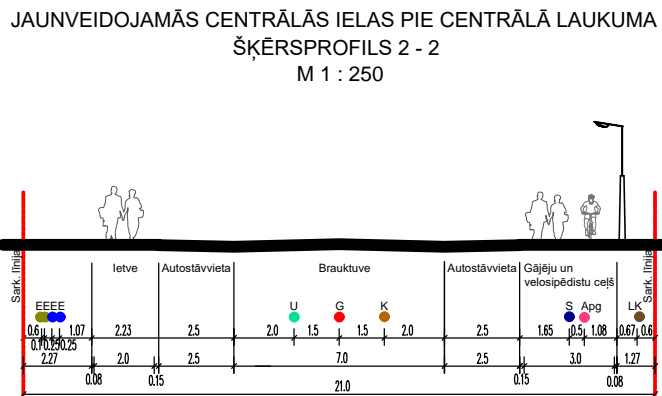 JAUNVEIDOJAMĀS CENTRĀLĀS IELAS PIE CENTRĀLĀ LAUKUMA
ŠĶĒRSPROFILS 2 - 2
M 1 : 250
Sark. līnija
Ietve
Autostāvvieta
Brauktuve
Autostāvvieta
Gājēju un
velosipēdistu ceļš
Sark. līnija
EEEE U G K S Apg LK
0.6 1.07 2.23 2.5 2.0 1.5 1.5 2.0 2.5 1.65 0.5 1.08 0.67 0.6
0.25 0.25
2.27 2.0 2.5 7.0 2.5 3.0 1.27
0.08 0.15 0.15 0.08
21.0